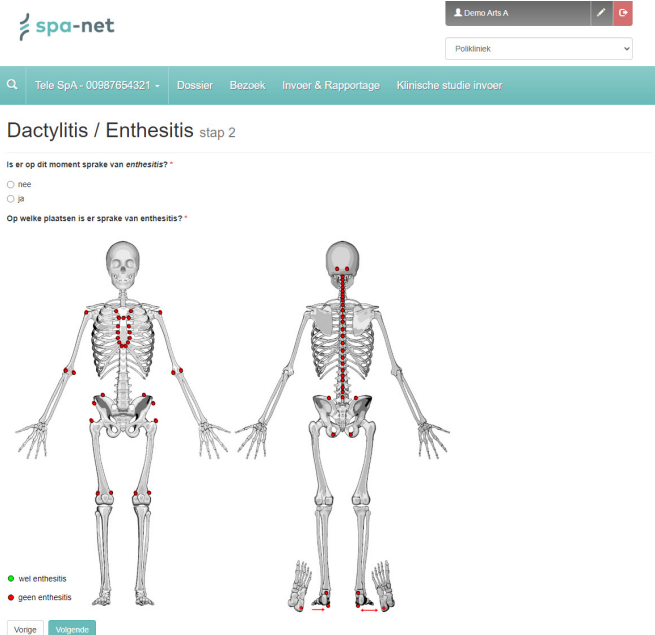 spa-net
Demo Arts A
Polikliniek
Tele SpA - 00987654321
Dossier
Bezoek
Invoer & Rapportage
Klinische studie invoer
Dactylitis / Enthesitis stap 2
Is er op dit moment sprake van enthesitis? *
nee
ja
Op welke plaatsen is er sprake van enthesitis? *
wel enthesitis
geen enthesitis
Vorige
Volgende